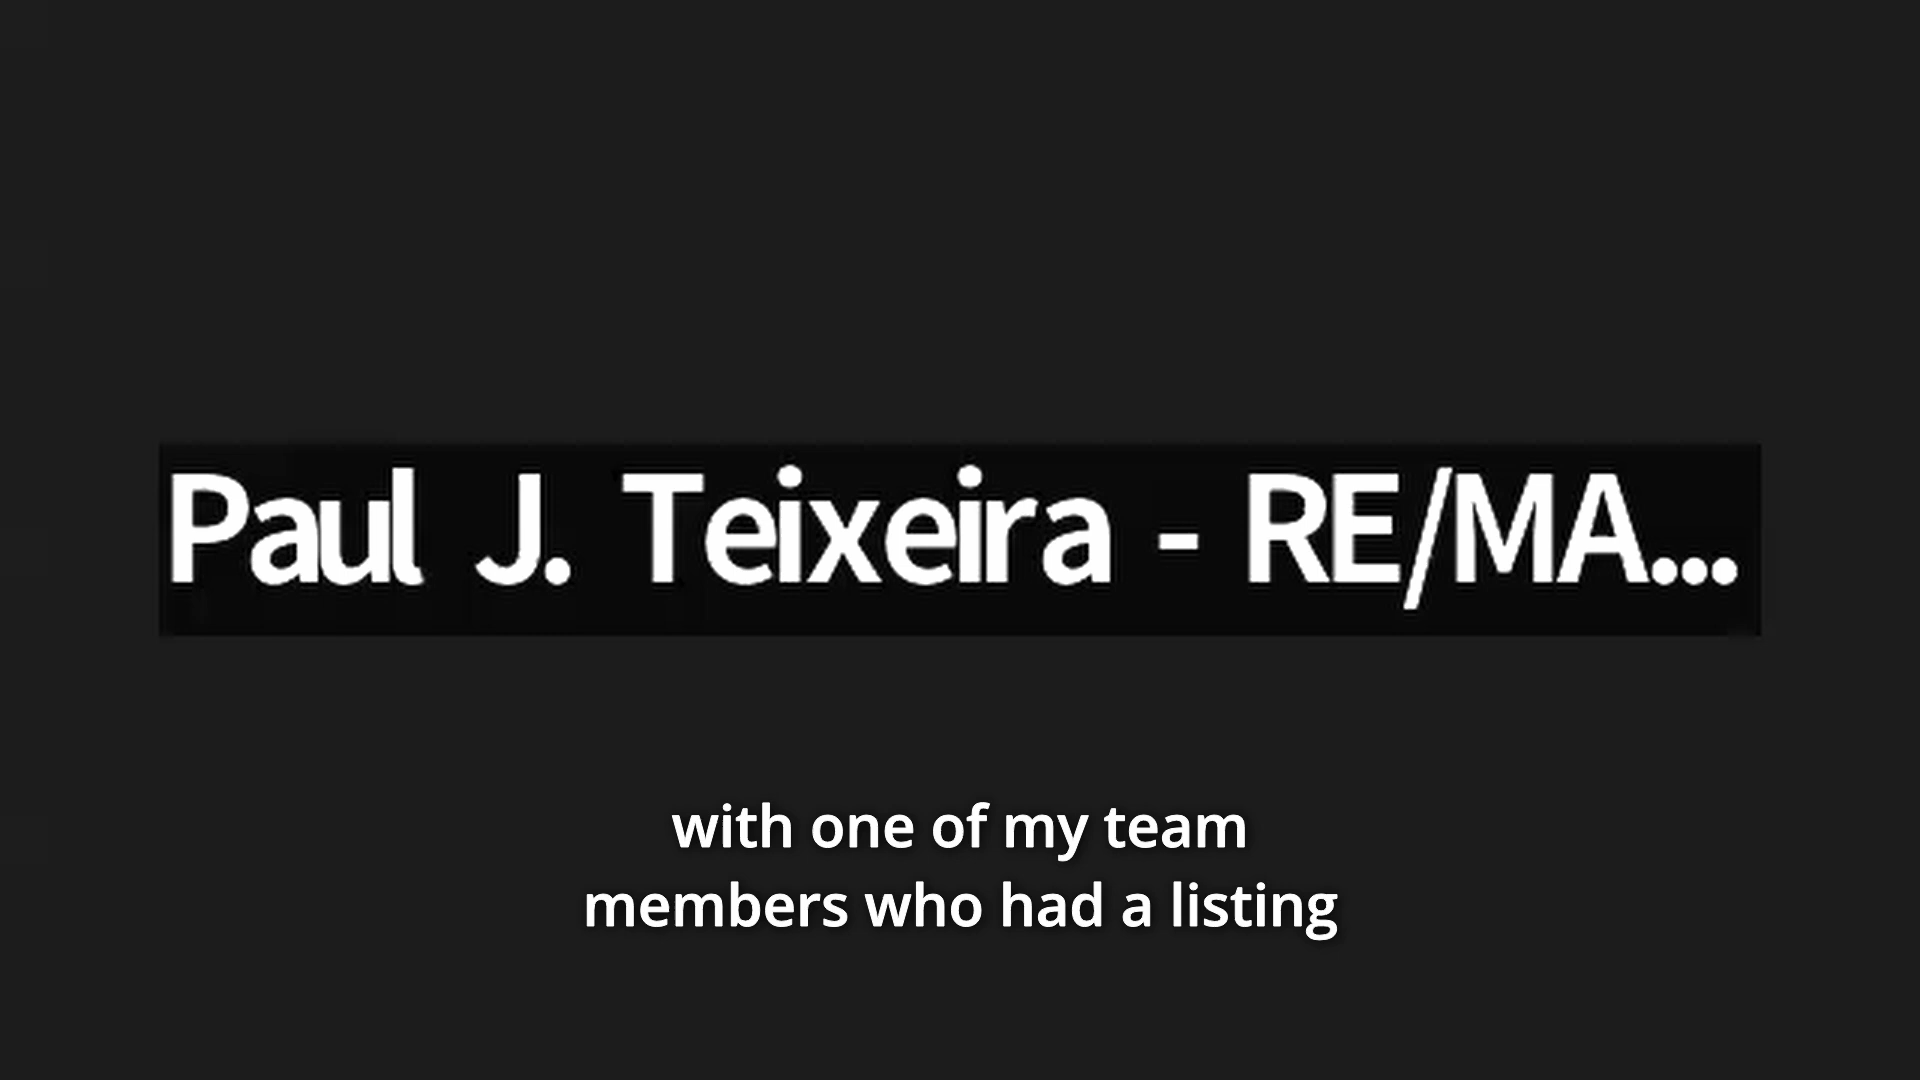 Paul J. Teixeira - RE/MA...
with one of my team
members who had a listing